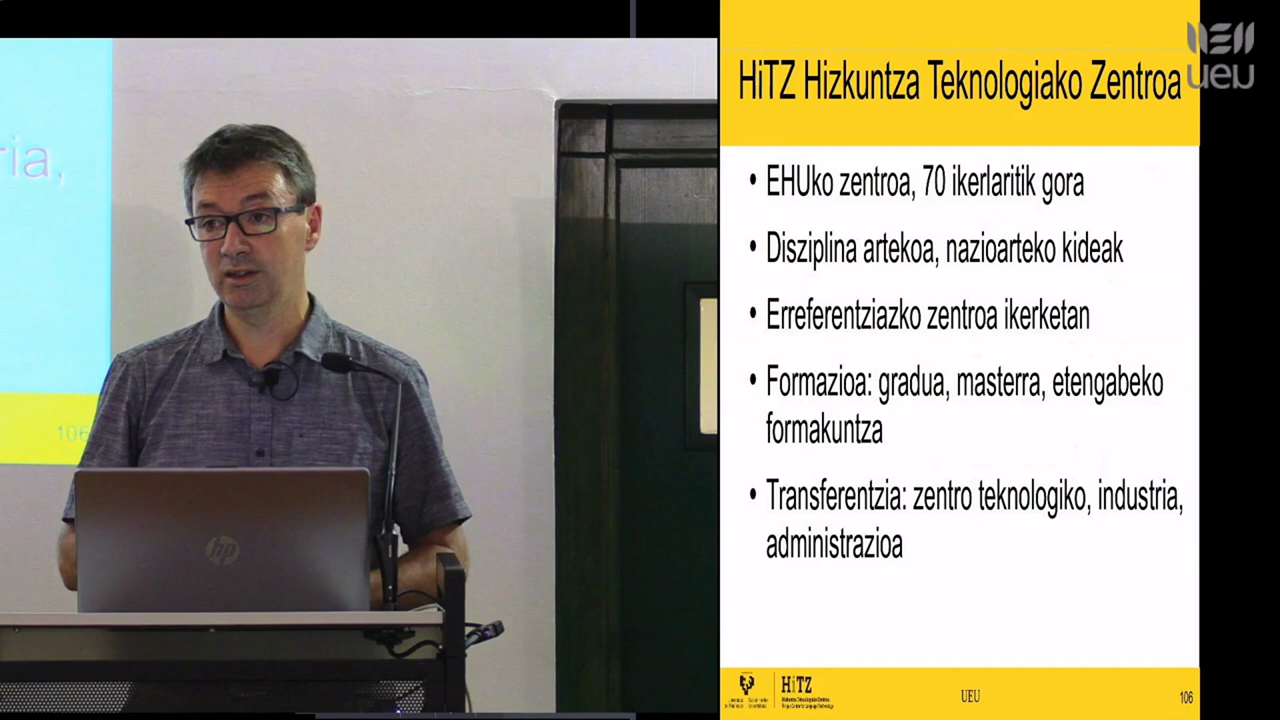 ria,
106
hp
HiTZ Hizkuntza Teknologiako Zentroa
ueu
• EHUko zentroa, 70 ikerlaritik gora
• Disziplina artekoa, nazioarteko kideak
• Erreferentziazko zentroa ikerketan
• Formazioa: gradua, masterra, etengabeko
formakuntza
• Transferentzia: zentro teknologiko, industria,
administrazioa
HiTZ
UEU
106